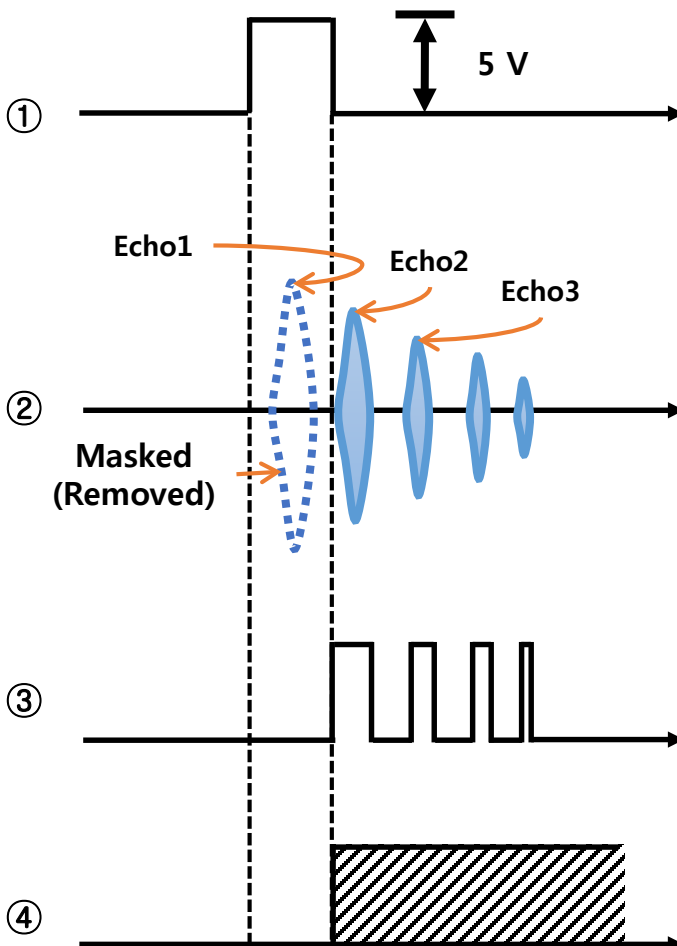 5 V
①
Echo1
Echo2
Echo3
②
Masked
(Removed)
③
④